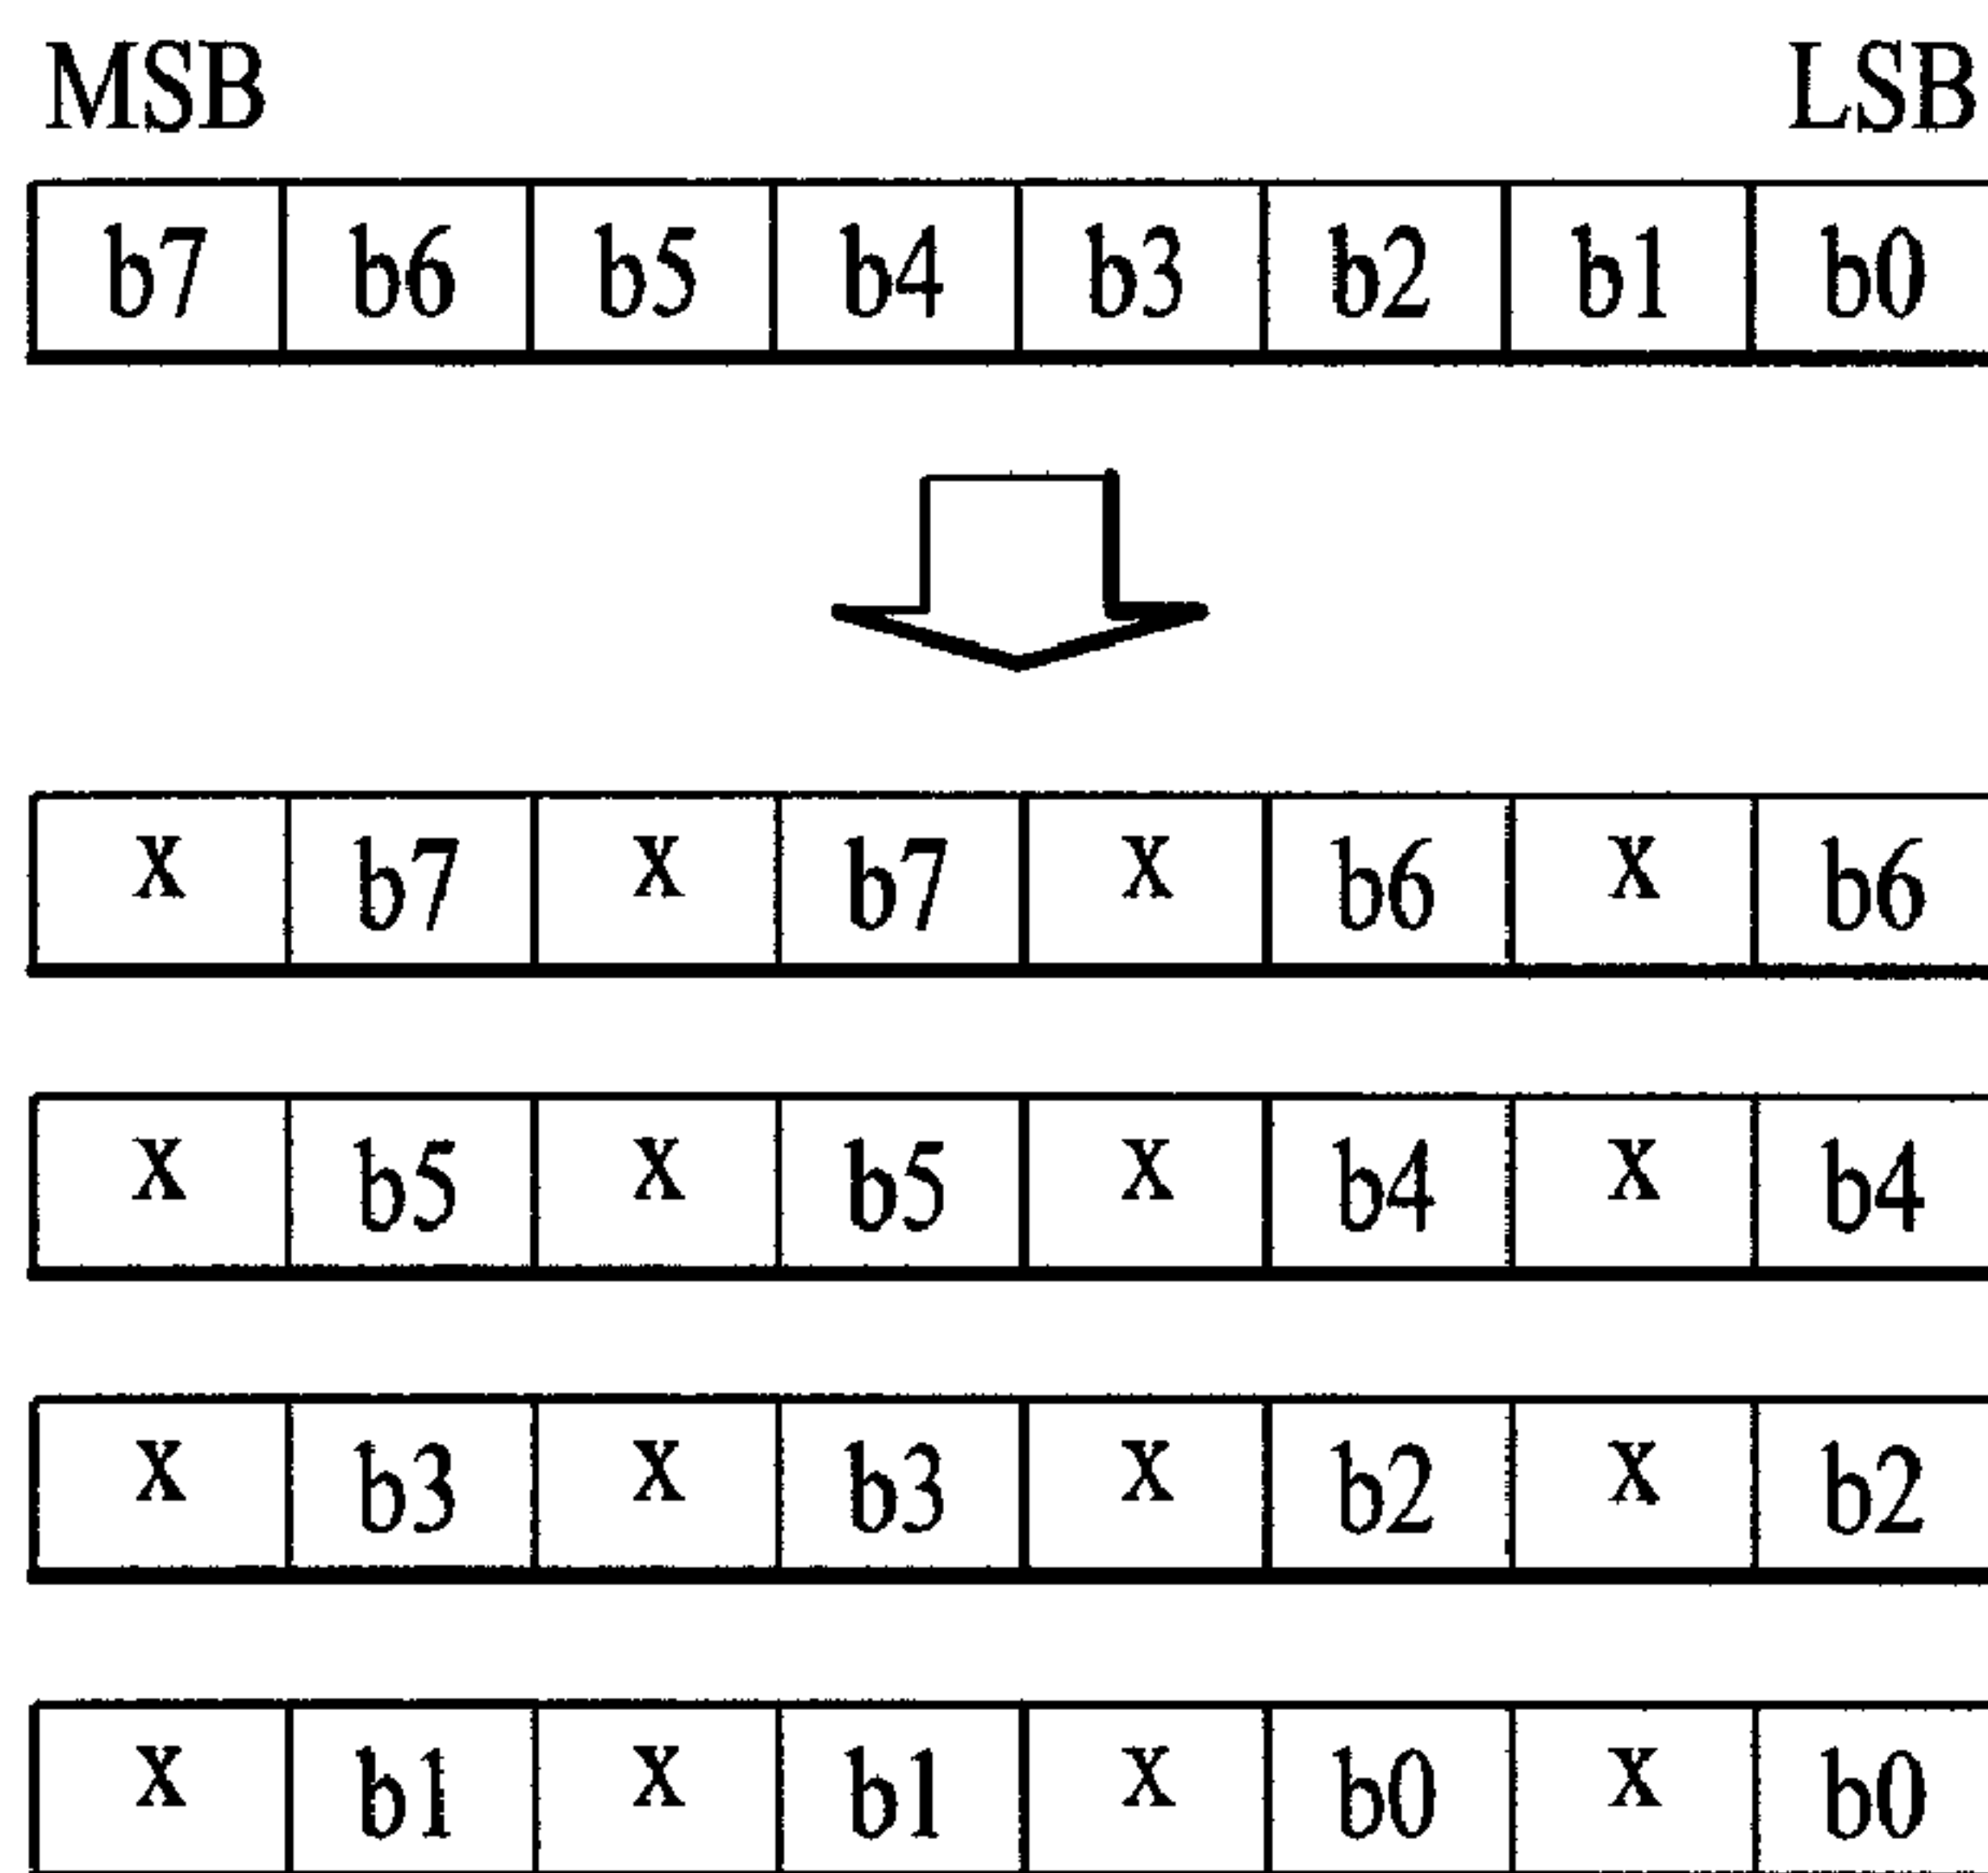 MSB LSB
b7 b6 b5 b4 b3 b2 b1 b0
x b7 x b7 x b6 x b6
x b5 x b5 x b4 x b4
x b3 x b3 x b2 x b2
x b1 x b1 x b0 x b0